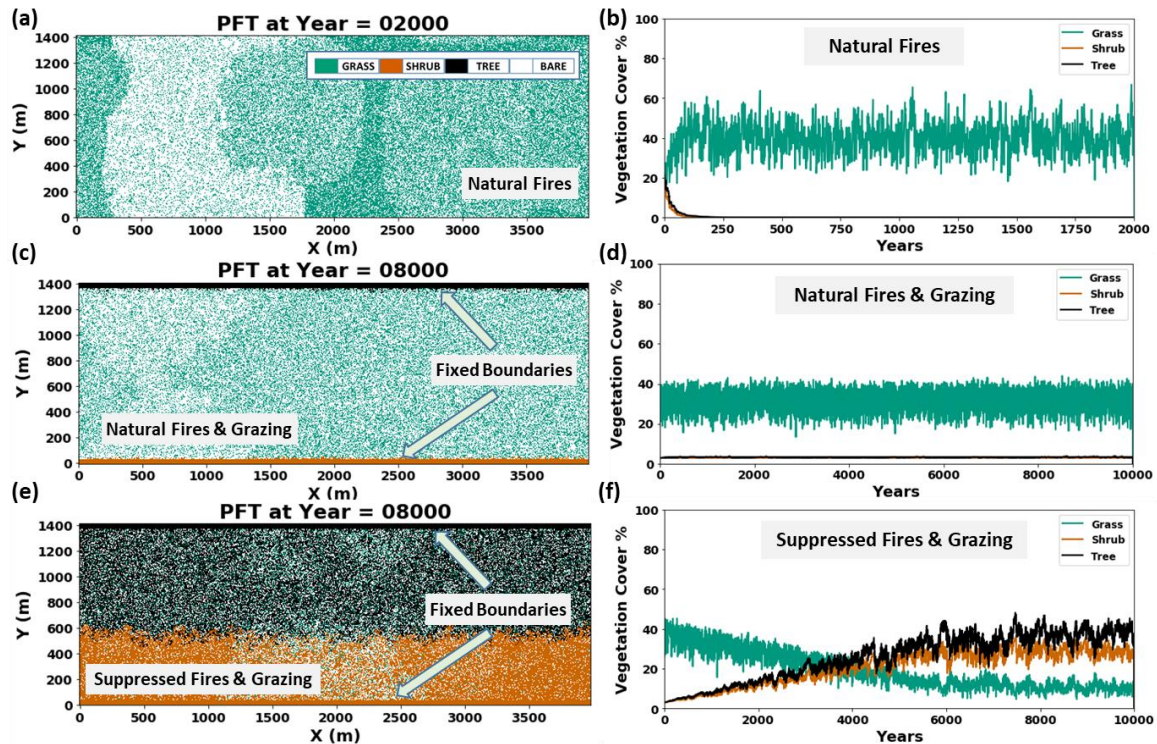 (a)
PFT at Year = 02000
1400
1200
1000
800
600
400
200
0
Y (m)
GRASS SHRUB TREE BARE
Natural Fires
0 500 1000 1500 2000 2500 3000 3500
X (m)
(b)
100
80
60
40
20
0
Vegetation Cover %
Natural Fires
Grass
Shrub
Tree
0 250 500 750 1000 1250 1500 1750 2000
Years
(c)
PFT at Year = 08000
1400
1200
1000
800
600
400
200
0
Y (m)
Fixed Boundaries
Natural Fires & Grazing
0 500 1000 1500 2000 2500 3000 3500
X (m)
(d)
100
80
60
40
20
0
Vegetation Cover %
Natural Fires & Grazing
Grass
Shrub
Tree
0 2000 4000 6000 8000 10000
Years
(e)
PFT at Year = 08000
1400
1200
1000
800
600
400
200
0
Y (m)
Fixed Boundaries
Suppressed Fires & Grazing
0 500 1000 1500 2000 2500 3000 3500
X (m)
(f)
100
80
60
40
20
0
Vegetation Cover %
Suppressed Fires & Grazing
Grass
Shrub
Tree
0 2000 4000 6000 8000 10000
Years